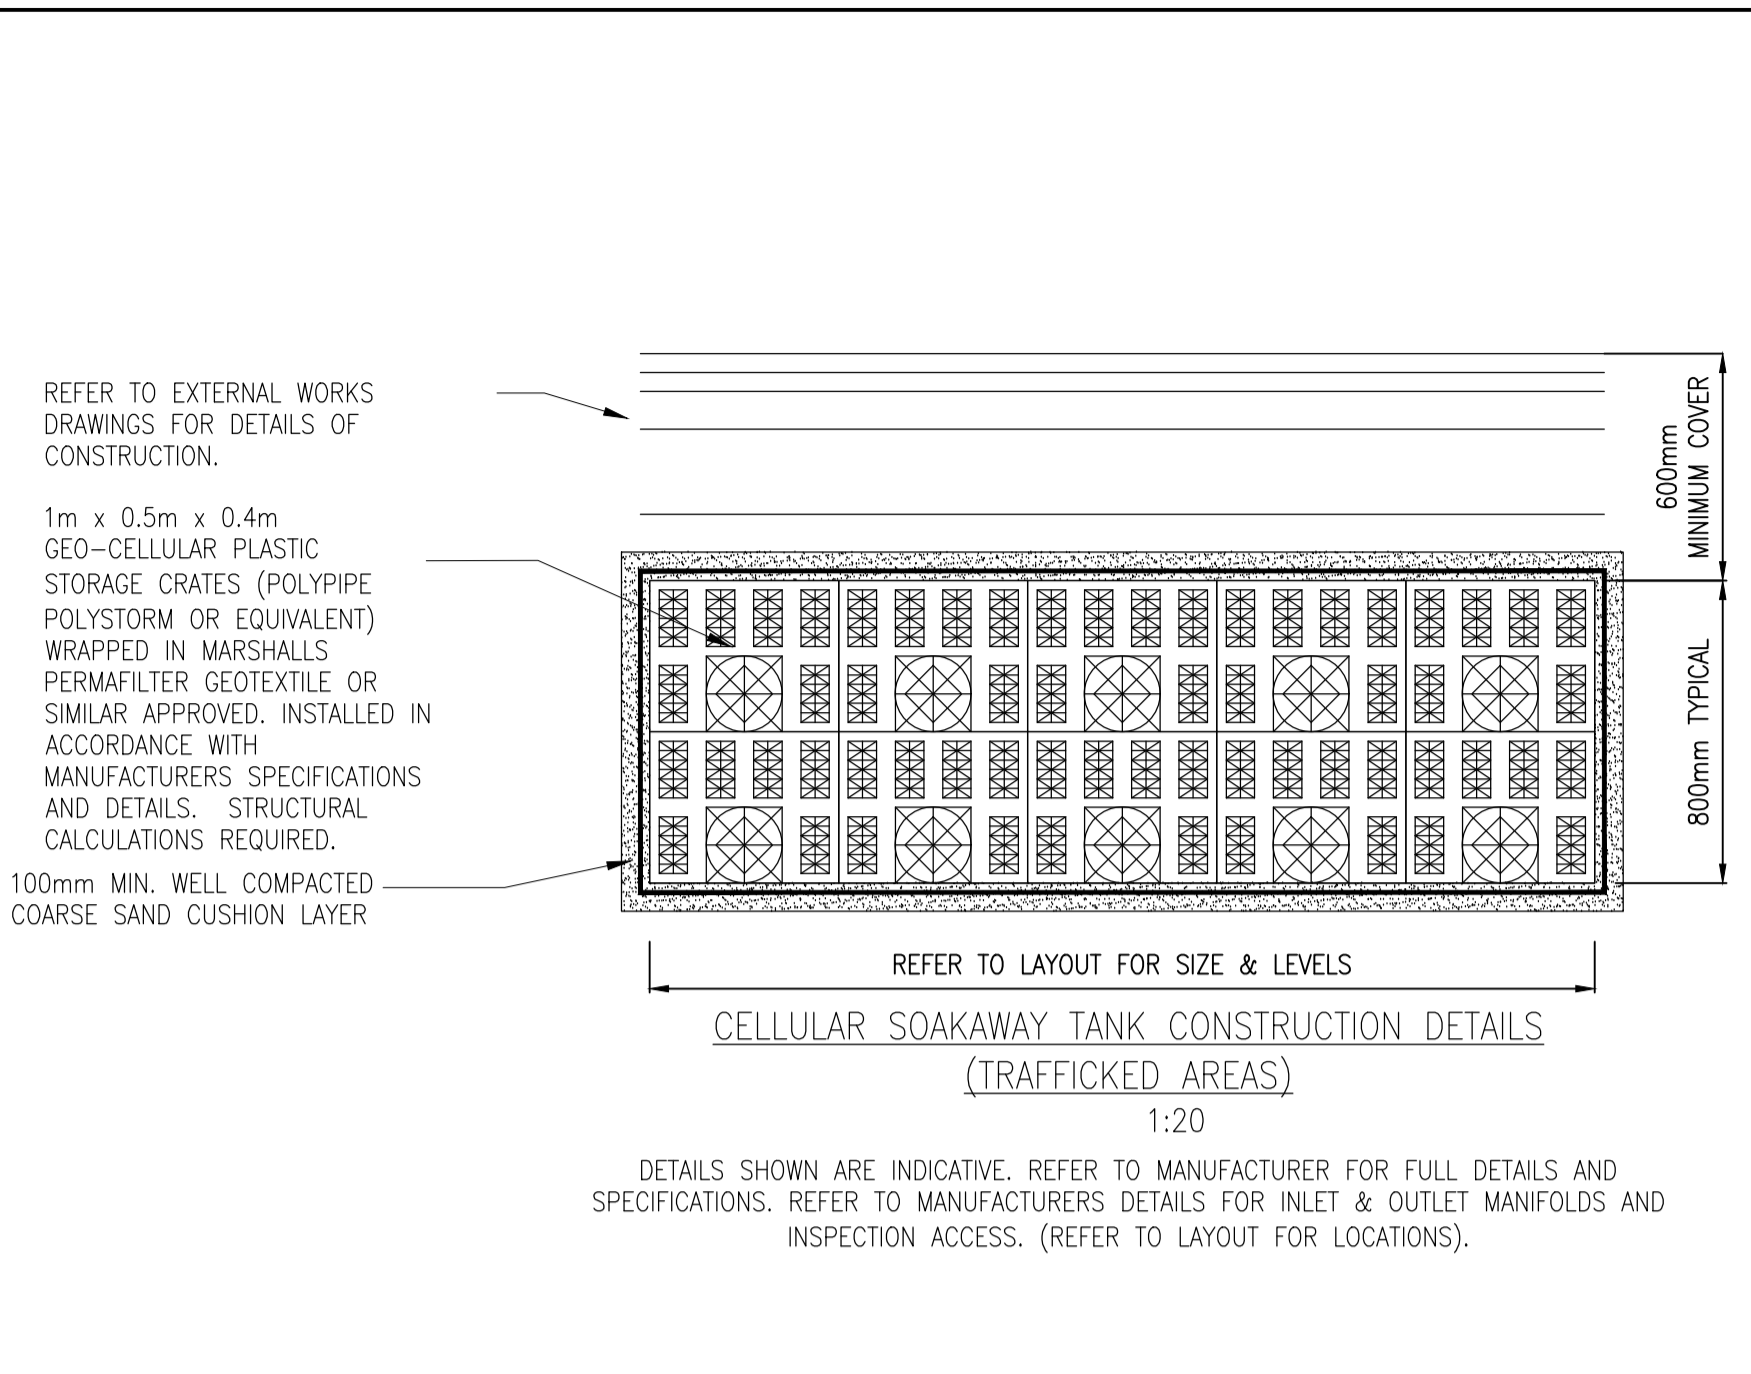 REFER TO EXTERNAL WORKS
DRAWINGS FOR DETAILS OF
CONSTRUCTION.
1m x 0.5m x 0.4m
GEO-CELLULAR PLASTIC
STORAGE CRATES (POLYPIPE
POLYSTORM OR EQUIVALENT)
WRAPPED IN MARSHALLS
PERMAFILTER GEOTEXTILE OR
SIMILAR APPROVED. INSTALLED IN
ACCORDANCE WITH
MANUFACTURERS SPECIFICATIONS
AND DETAILS. STRUCTURAL
CALCULATIONS REQUIRED.
100mm MIN. WELL COMPACTED
COARSE SAND CUSHION LAYER
600mm
MINIMUM COVER
800mm TYPICAL
REFER TO LAYOUT FOR SIZE & LEVELS
CELLULAR SOAKAWAY TANK CONSTRUCTION DETAILS
(TRAFFICKED AREAS)
1:20
DETAILS SHOWN ARE INDICATIVE. REFER TO MANUFACTURER FOR FULL DETAILS AND
SPECIFICATIONS. REFER TO MANUFACTURERS DETAILS FOR INLET & OUTLET MANIFOLDS AND
INSPECTION ACCESS. (REFER TO LAYOUT FOR LOCATIONS).